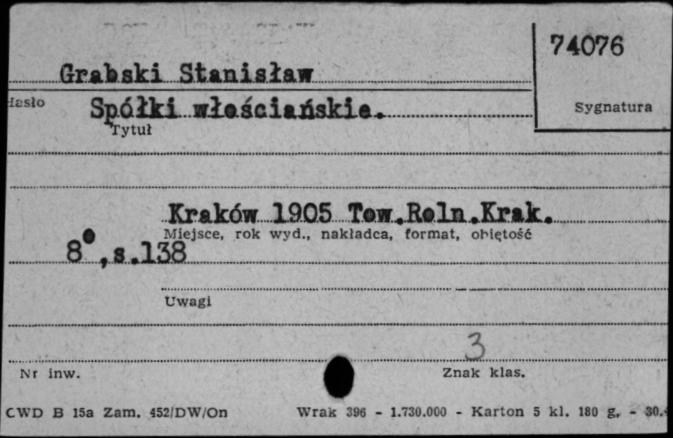 74076
Grabski Stanisław
Hasło
Sygnatura
Spółki włościańskie.
Tytuł
Kraków 1905 Tow.Roln.Krak.
Miejsce, rok wyd., nakładca, format, objętość
8°,s.138
Uwagi
3
Nr inw.
Znak klas.
CWD B 15a Zam. 452/DW/On Wrak 396 - 1.730.000 - Karton 5 kl. 180 g. - 30.